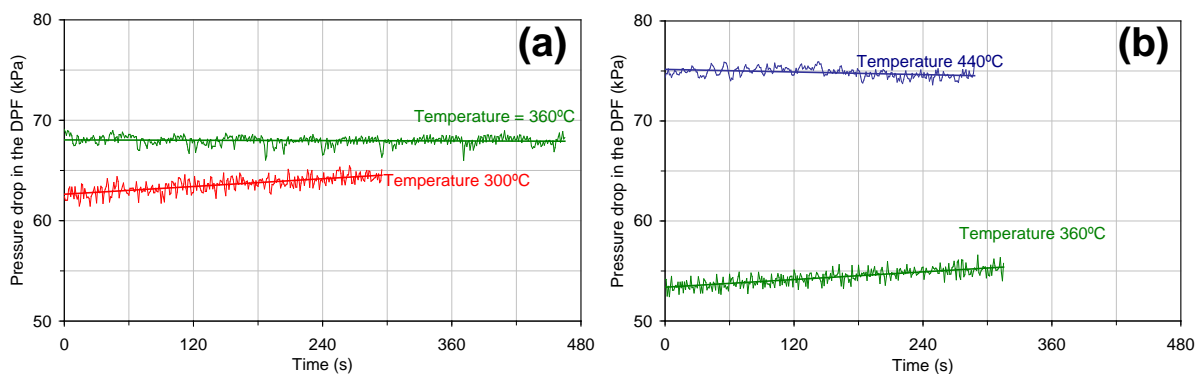 (a)
Pressure drop in the DPF (kPa)
80
70
60
50
Temperature = 360ºC
Temperature 300ºC
0 120 240 360 480
Time (s)
(b)
Pressure drop in the DPF (kPa)
80
70
60
50
Temperature 440ºC
Temperature 360ºC
0 120 240 360 480
Time (s)